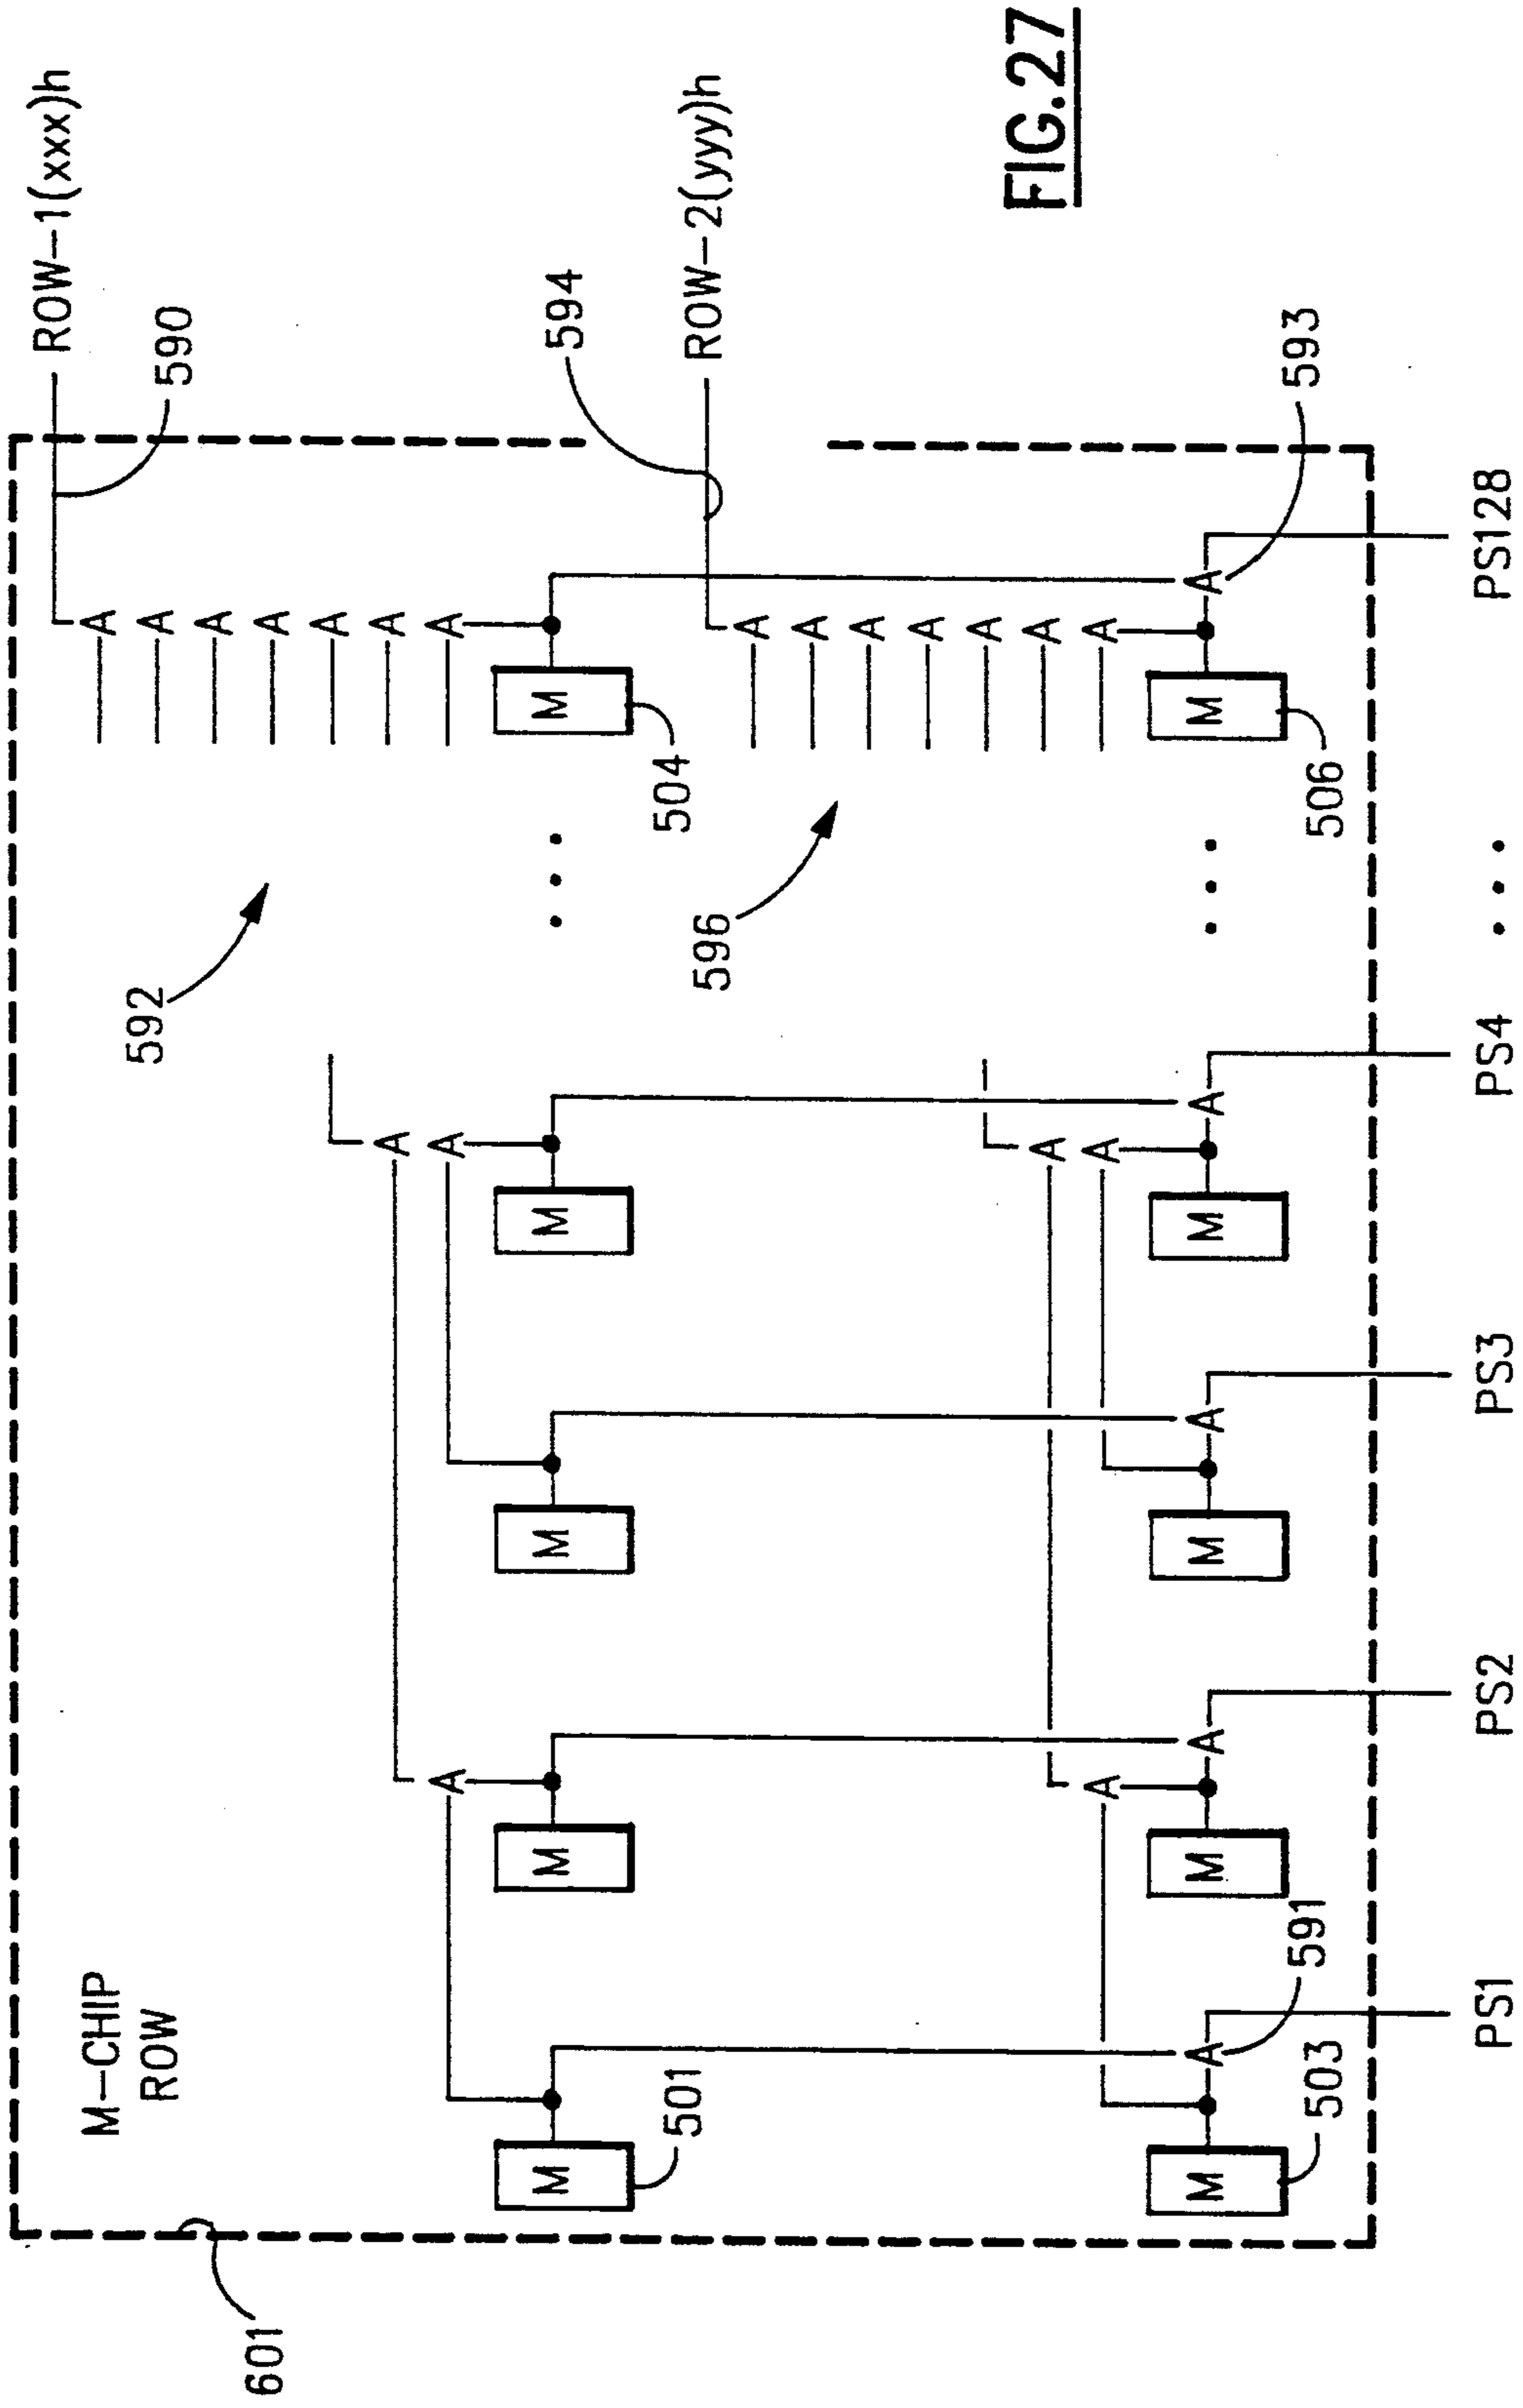 M-CHIP
ROW
601
592
590
ROW-1(xxx)h
A
A
A
A
A
A
A
A
A
A
M
501
M
M
M
M
504
594
ROW-2(yyy)h
596
A
A
A
A
A
A
A
A
A
A
M
503
A
591
M
A
M
A
M
A
M
506
A
593
PS1
PS2
PS3
PS4
PS128
FIG.27